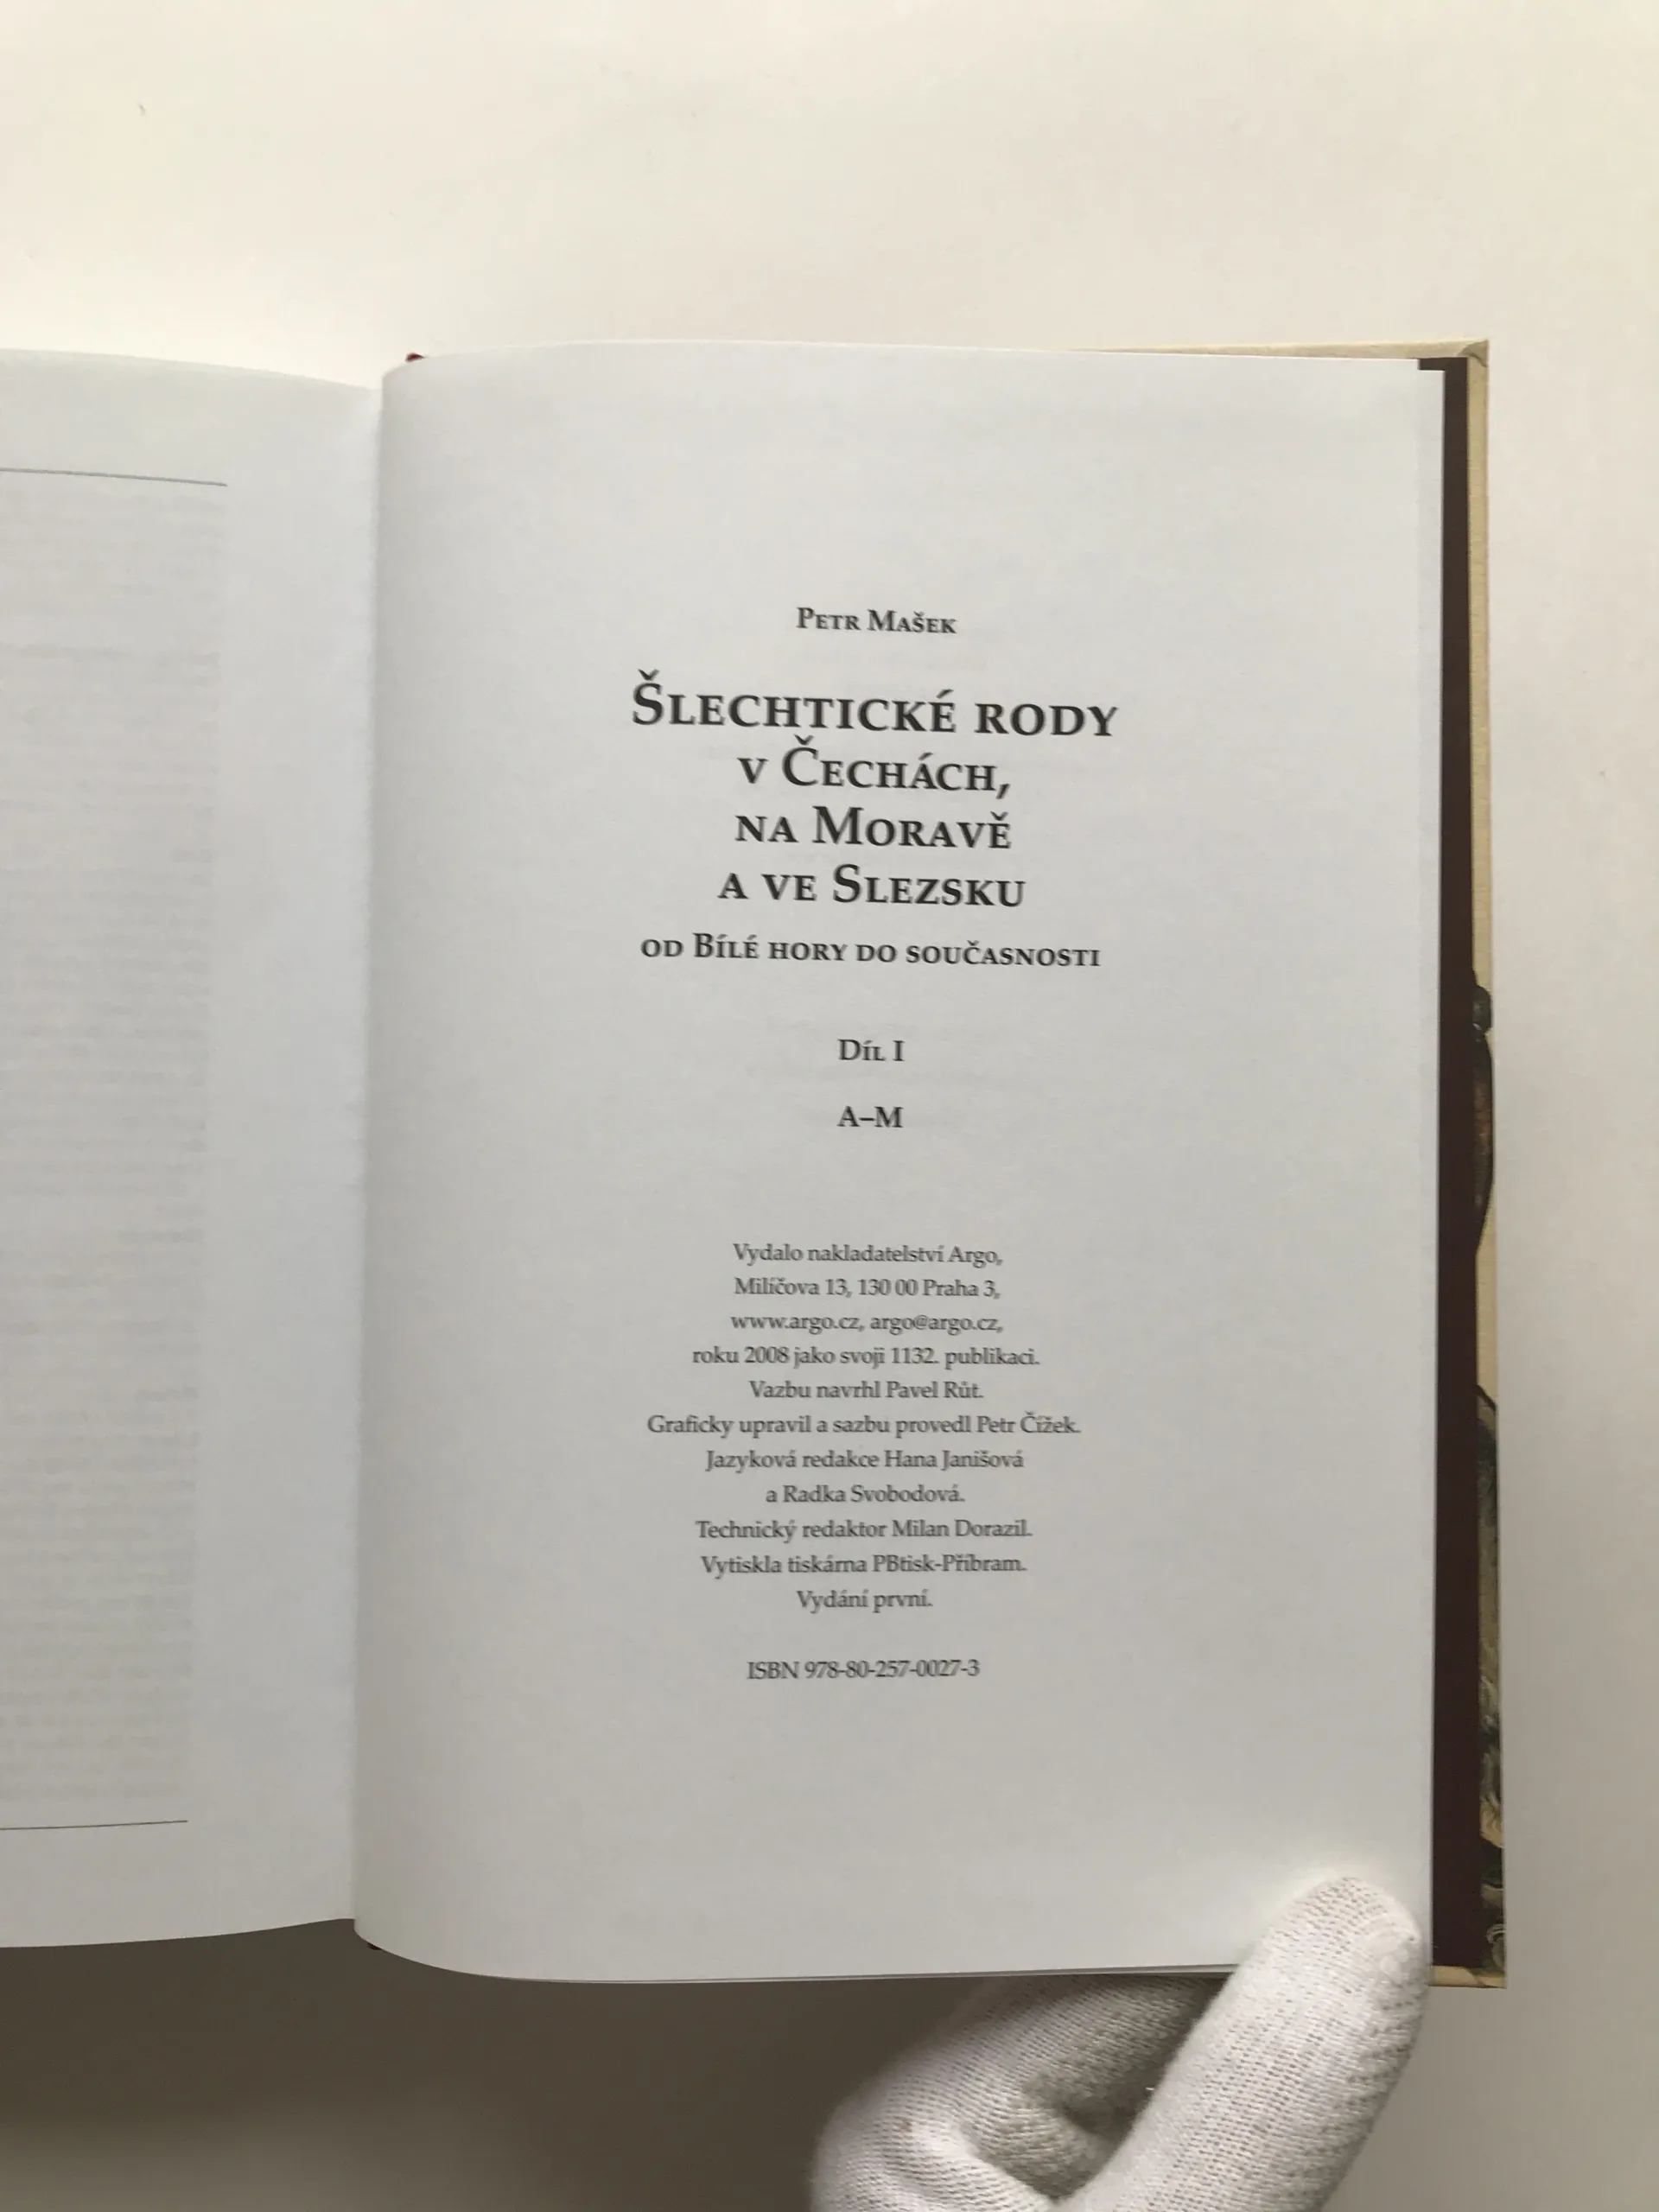 Petr Mašek
Šlechtické rody
v Čechách,
na Moravě
a ve Slezsku
od Bílé hory do současnosti
Díl I
A–M
Vydalo nakladatelství Argo,
Milíčova 13, 130 00 Praha 3,
www.argo.cz, argo@argo.cz,
roku 2008 jako svoji 1132. publikaci.
Vazbu navrhl Pavel Růt.
Graficky upravil a sazbu provedl Petr Čížek.
Jazyková redakce Hana Janišová
a Radka Svobodová.
Technický redaktor Milan Dorazil.
Vytiskla tiskárna PBtisk-Příbram.
Vydání první.
ISBN 978-80-257-0027-3